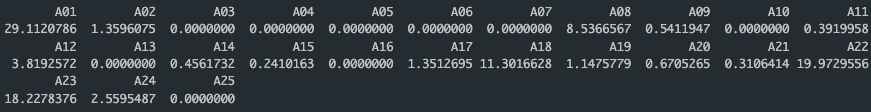 A01 A02 A03 A04 A05 A06 A07 A08 A09 A10 A11
29.1120786 1.3596075 0.0000000 0.0000000 0.0000000 0.0000000 0.0000000 8.5366567 0.5411947 0.0000000 0.3919958
A12 A13 A14 A15 A16 A17 A18 A19 A20 A21 A22
3.8192572 0.0000000 0.4561732 0.2410163 0.0000000 1.3512695 11.3016628 1.1475779 0.6705265 0.3106414 19.9729556
A23 A24 A25
18.2278376 2.5595487 0.0000000